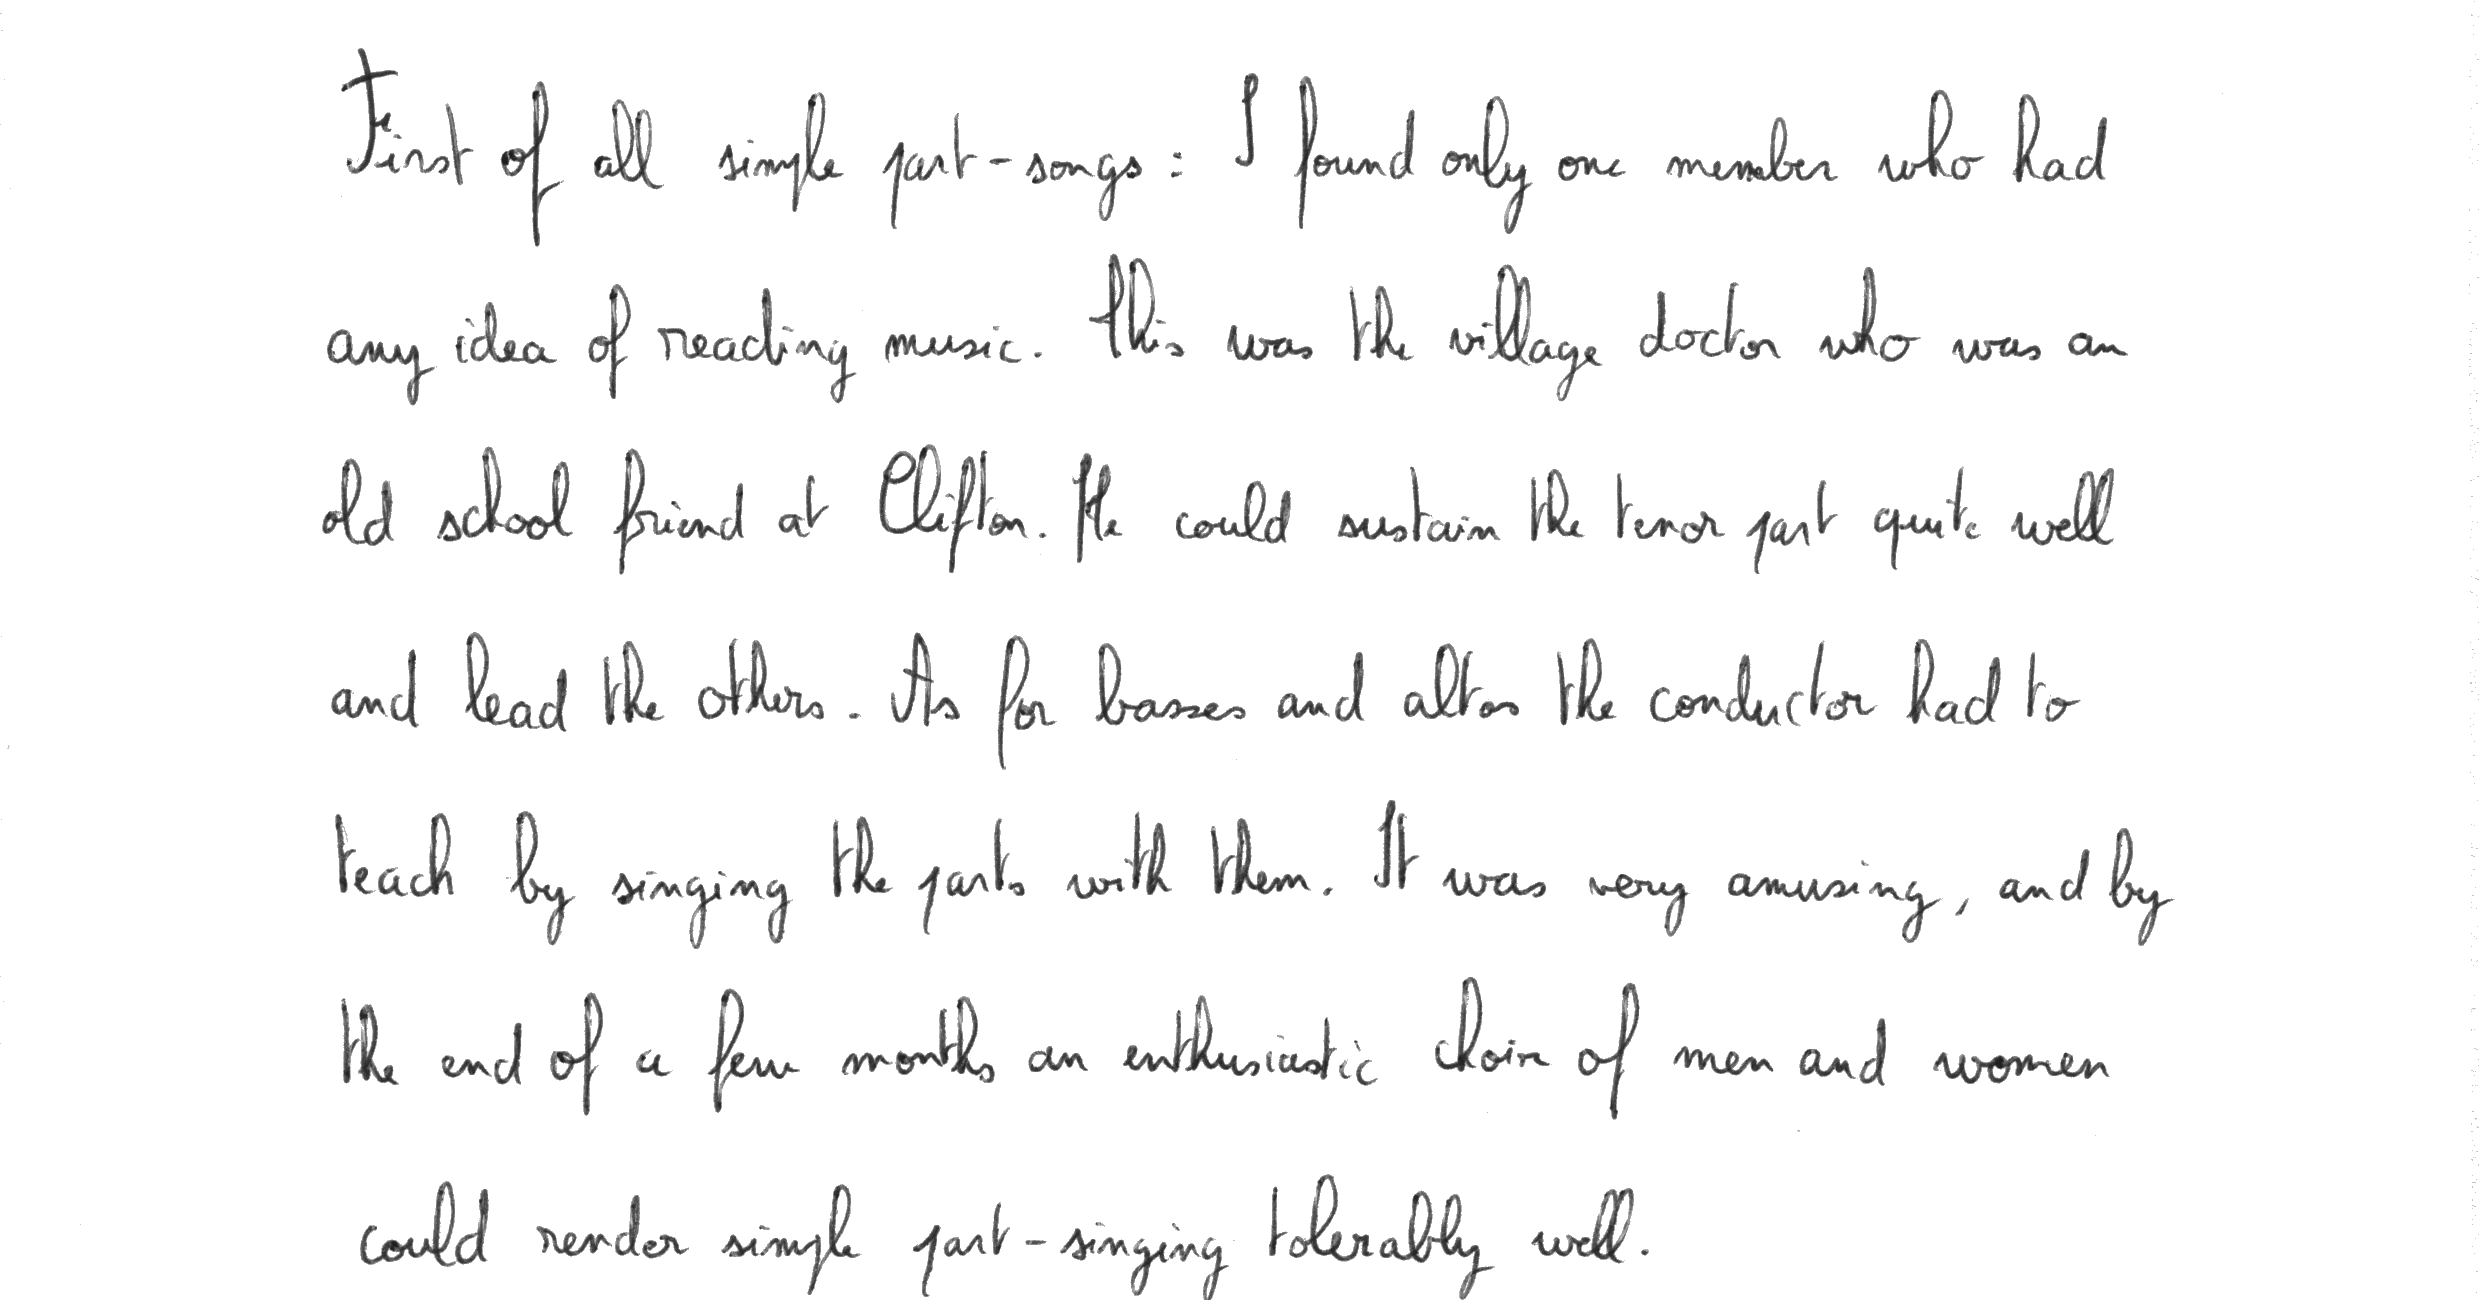 First of all simple part-songs: I found only one member who had
any idea of reading music. This was the village doctor who was an
old school friend at Clifton. He could sustain the tenor part quite well
and lead the others. As for basses and altos the conductor had to
teach by singing the parts with them. It was very amusing, and by
the end of a few months an enthusiastic choir of men and women
could render simple part-singing tolerably well.